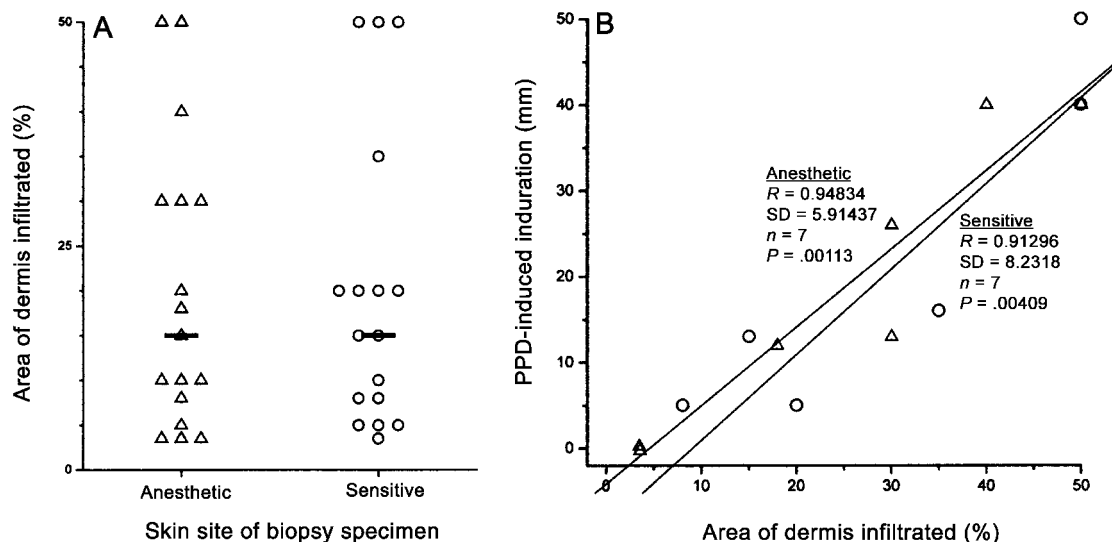 A
50
25
0
Area of dermis infiltrated (%)
Anesthetic
Sensitive
Skin site of biopsy specimen
B
50
40
30
20
10
0
PPD-induced induration (mm)
Anesthetic
R = 0.94834
SD = 5.91437
n = 7
P = .00113
Sensitive
R = 0.91296
SD = 8.2318
n = 7
P = .00409
0
10
20
30
40
50
Area of dermis infiltrated (%)